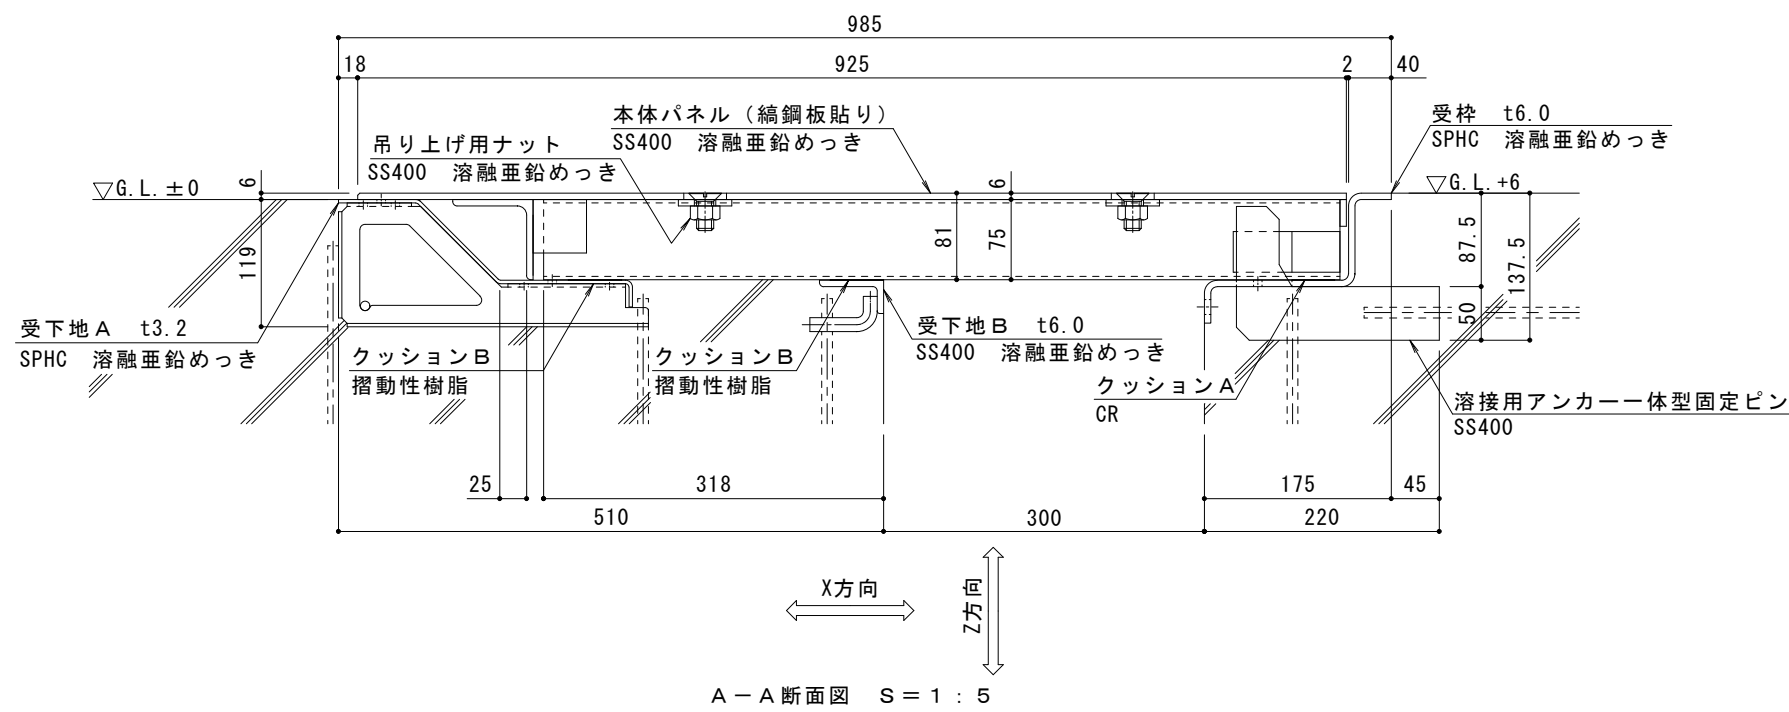 985
18
925
2
40
本体パネル（縞鋼板貼り）
SS400　溶融亜鉛めっき
受枠　t6.0
SPHC　溶融亜鉛めっき
吊り上げ用ナット
SS400　溶融亜鉛めっき
▽G.L.±0
6
6
▽G.L.+6
119
81
75
87.5
137.5
50
受下地A　t3.2
SPHC　溶融亜鉛めっき
クッションB
摺動性樹脂
クッションB
摺動性樹脂
受下地B　t6.0
SS400　溶融亜鉛めっき
クッションA
CR
溶接用アンカー一体型固定ピン
SS400
25
318
175
45
510
300
220
X方向
Z方向
A－A断面図　S＝1：5